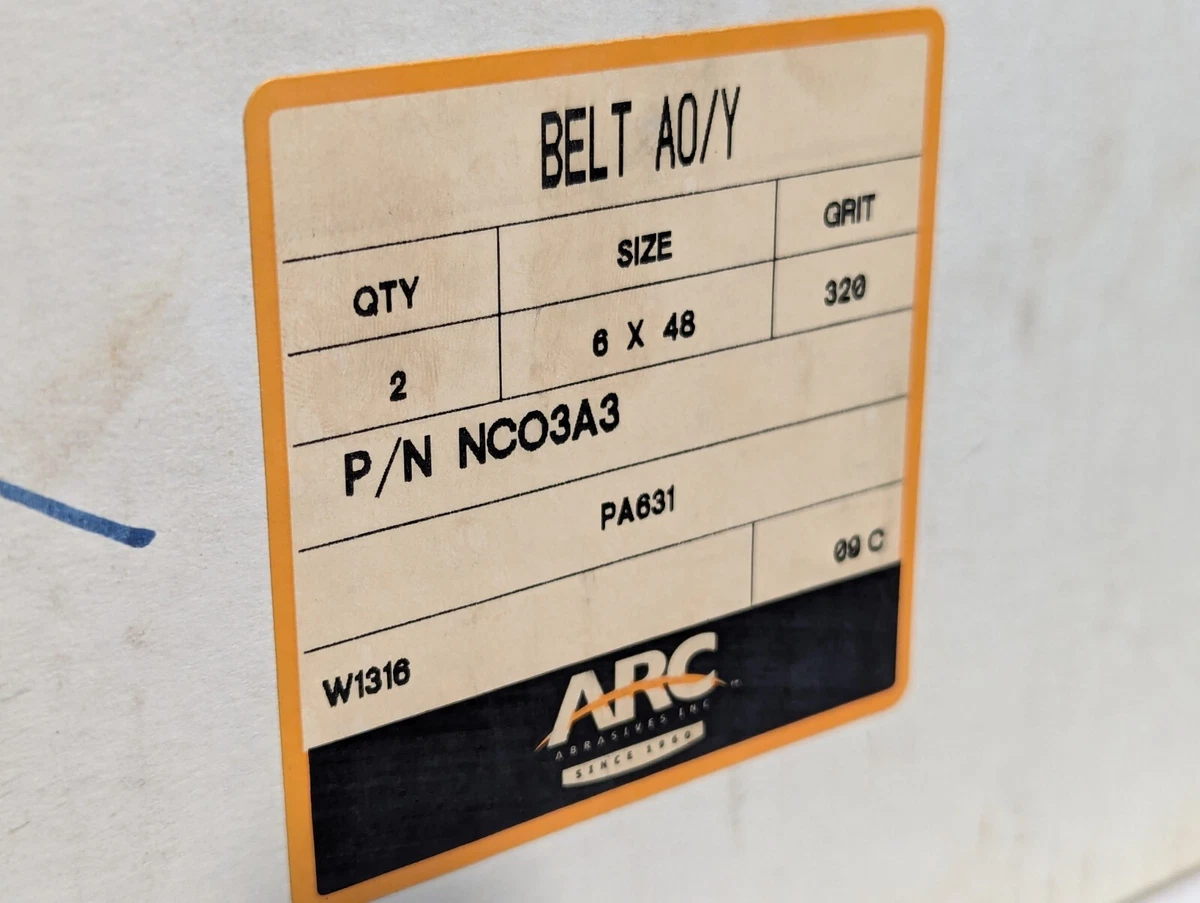 BELT AO/Y
QTY SIZE GRIT
2 6 X 48 320
P/N NCO3A3
PA631
W1316 09 C
ARC
ABRASIVES INC
SINCE 1960